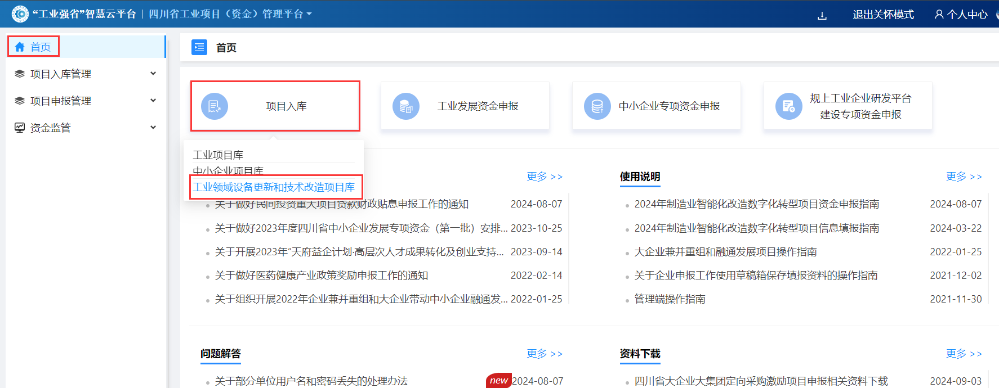 “工业强省”智慧云平台 | 四川省工业项目（资金）管理平台
退出关怀模式
个人中心
首页
项目入库管理
项目申报管理
资金监管
首页
项目入库
工业发展资金申报
中小企业专项资金申报
规上工业企业研发平台
建设专项资金申报
工业项目库
中小企业项目库
工业领域设备更新和技术改造项目库
更多 >>
关于做好民间投资重大项目贷款财政贴息申报工作的通知 2024-08-07
关于做好2023年度四川省中小企业发展专项资金（第一批）安排... 2023-10-25
关于开展2023年“天府益企计划·高层次人才成果转化及创业支持... 2023-09-14
关于做好医药健康产业政策奖励申报工作的通知 2022-02-14
关于组织开展2022年企业兼并重组和大企业带动中小企业融通发... 2022-01-25
使用说明 更多 >>
2024年制造业智能化改造数字化转型项目资金申报指南 2024-08-07
2024年制造业智能化改造数字化转型项目信息填报指南 2024-03-22
大企业兼并重组和融通发展项目操作指南 2022-01-25
关于企业申报工作使用草稿箱保存填报资料的操作指南 2021-12-02
管理端操作指南 2021-11-30
问题解答 更多 >>
关于部分单位用户名和密码丢失的处理办法 new 2024-08-07
资料下载 更多 >>
四川省大企业大集团定向采购激励项目申报相关资料下载 2024-09-03